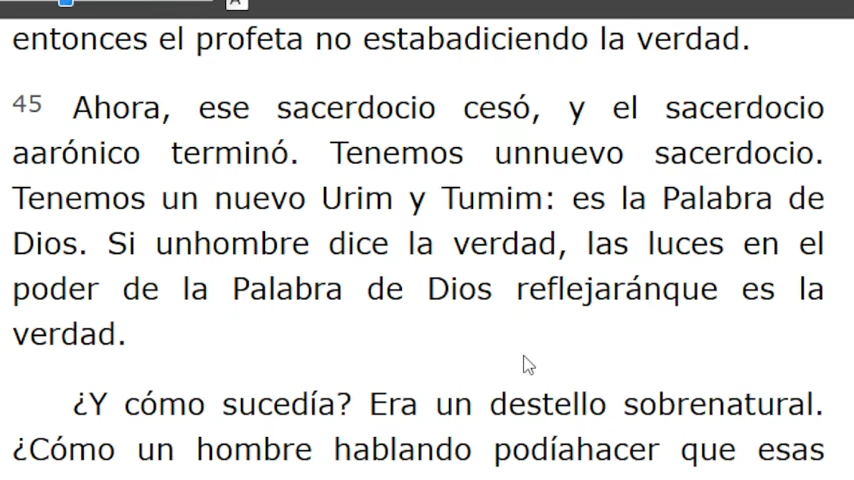 entonces el profeta no estabadiciendo la verdad.
45 Ahora, ese sacerdocio cesó, y el sacerdocio
aarónico terminó. Tenemos unnuevo sacerdocio.
Tenemos un nuevo Urim y Tumim: es la Palabra de
Dios. Si unhombre dice la verdad, las luces en el
poder de la Palabra de Dios reflejaránque es la
verdad.
¿Y cómo sucedía? Era un destello sobrenatural.
¿Cómo un hombre hablando podíahacer que esas